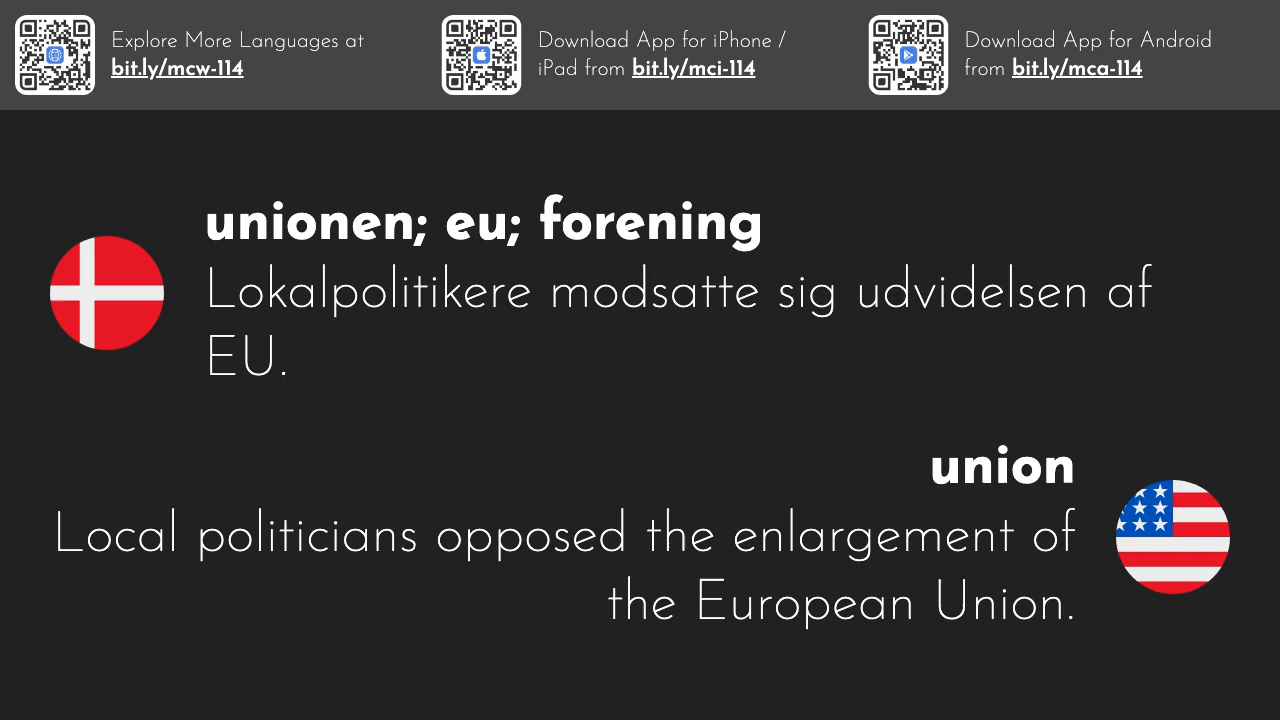 Explore More Languages at
bit.ly/mcw-114
Download App for iPhone /
iPad from bit.ly/mci-114
Download App for Android
from bit.ly/mca-114
unionen; eu; forening
Lokalpolitikere modsatte sig udvidelsen af
EU.
union
Local politicians opposed the enlargement of
the European Union.